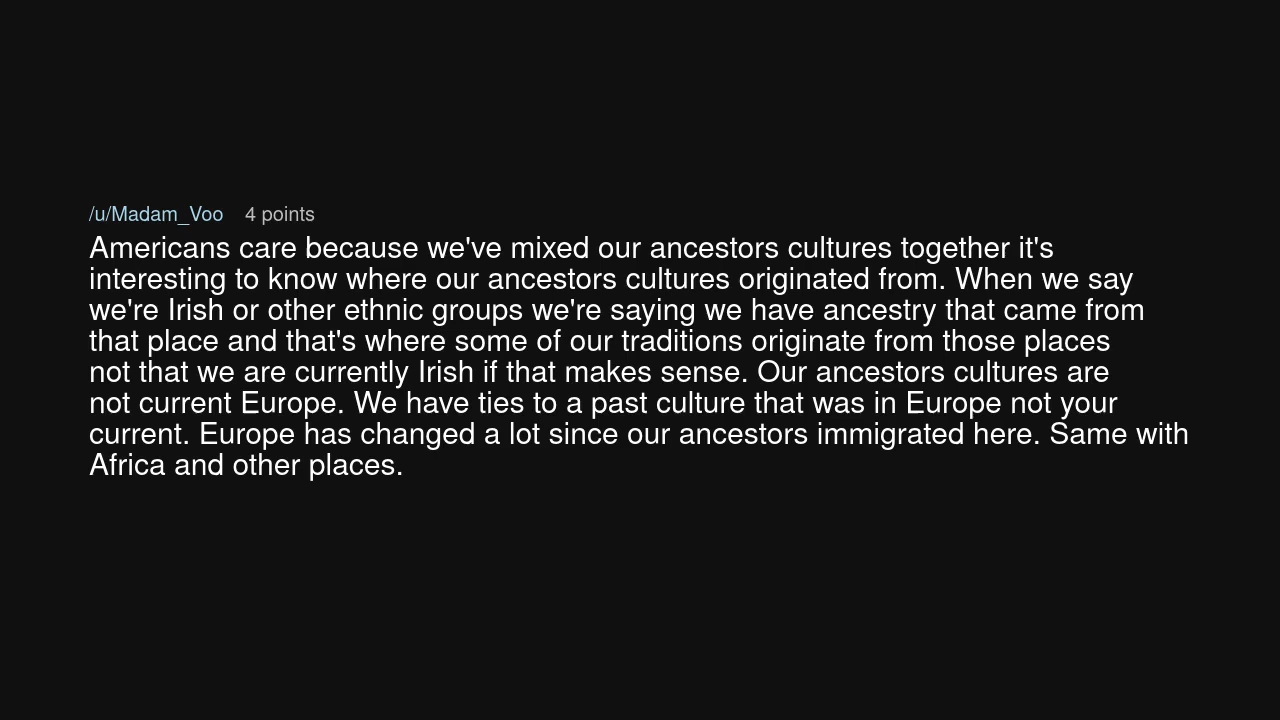 /u/Madam_Voo 4 points
Americans care because we've mixed our ancestors cultures together it's
interesting to know where our ancestors cultures originated from. When we say
we're Irish or other ethnic groups we're saying we have ancestry that came from
that place and that's where some of our traditions originate from those places
not that we are currently Irish if that makes sense. Our ancestors cultures are
not current Europe. We have ties to a past culture that was in Europe not your
current. Europe has changed a lot since our ancestors immigrated here. Same with
Africa and other places.